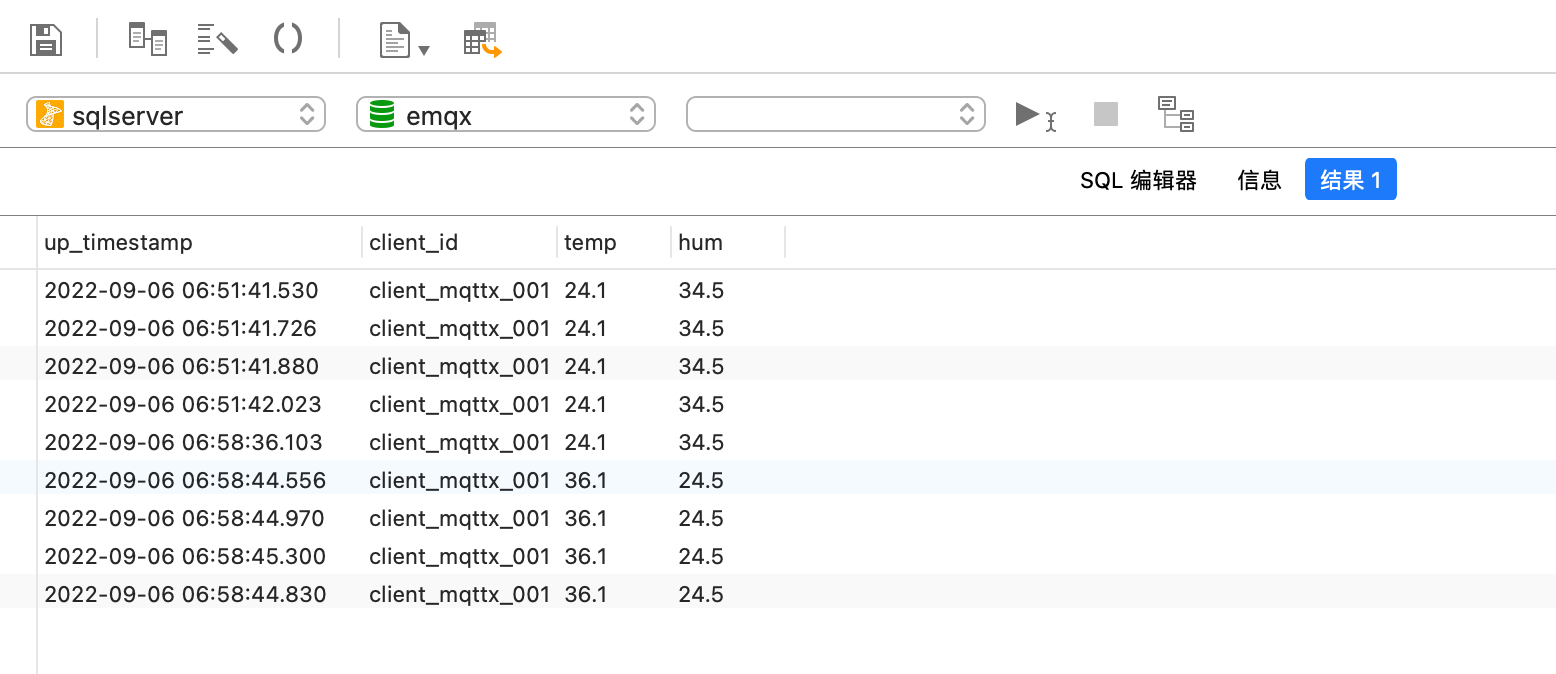 sqlserver emqx
SQL 编辑器 信息 结果 1
up_timestamp client_id temp hum
2022-09-06 06:51:41.530 client_mqttx_001 24.1 34.5
2022-09-06 06:51:41.726 client_mqttx_001 24.1 34.5
2022-09-06 06:51:41.880 client_mqttx_001 24.1 34.5
2022-09-06 06:51:42.023 client_mqttx_001 24.1 34.5
2022-09-06 06:58:36.103 client_mqttx_001 24.1 34.5
2022-09-06 06:58:44.556 client_mqttx_001 36.1 24.5
2022-09-06 06:58:44.970 client_mqttx_001 36.1 24.5
2022-09-06 06:58:45.300 client_mqttx_001 36.1 24.5
2022-09-06 06:58:44.830 client_mqttx_001 36.1 24.5